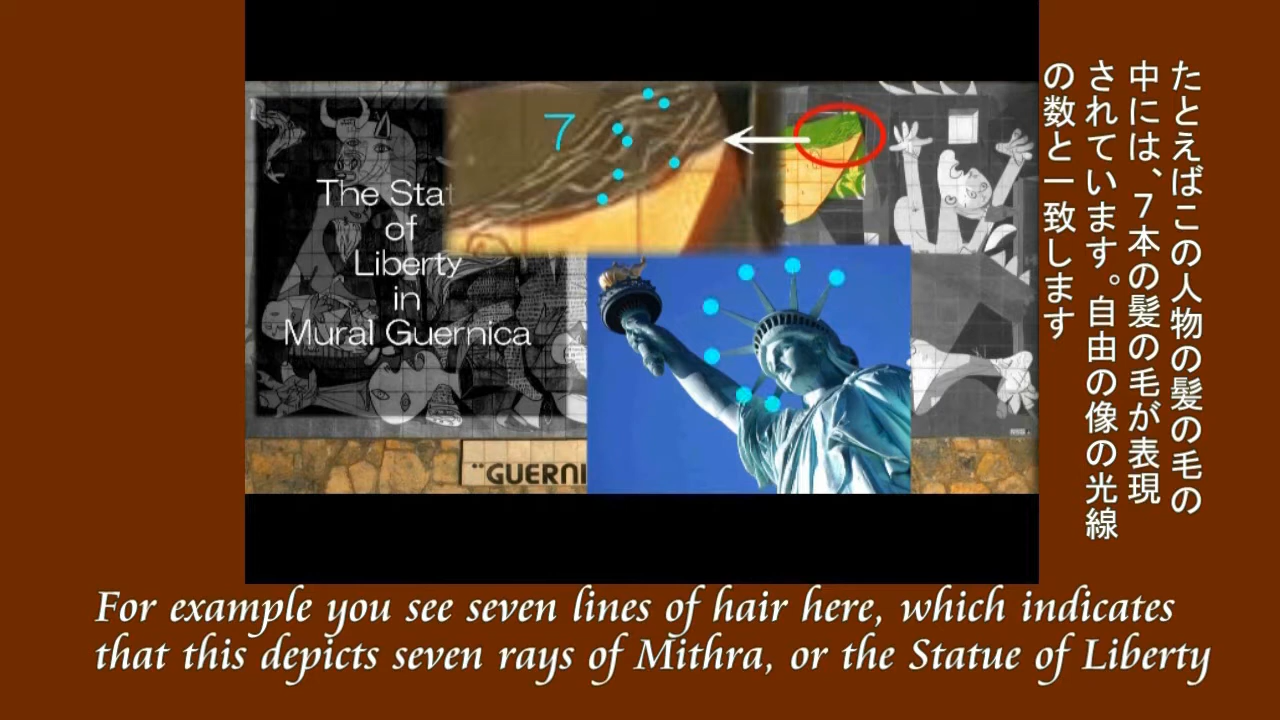 The Stat
of
Liberty
in
Mural Guernica
7
"GUERNI
たとえばこの人物の髪の毛の
中には、7本の髪の毛が表現
されています。自由の像の光線
の数と一致します
For example you see seven lines of hair here, which indicates
that this depicts seven rays of Mithra, or the Statue of Liberty